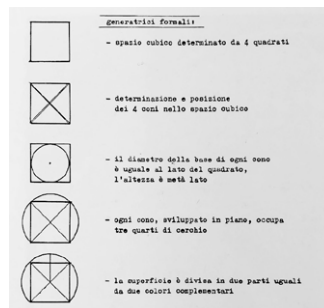 generatrici formali:
- spazio cubico determinato da 4 quadrati
- determinazione e posizione
dei 4 coni nello spazio cubico
- il diametro della base di ogni cono
è uguale al lato del quadrato,
l'altezza è metà lato
- ogni cono, sviluppato in piano, occupa
tre quarti di cerchio
- la superficie è divisa in due parti uguali
da due colori complementari